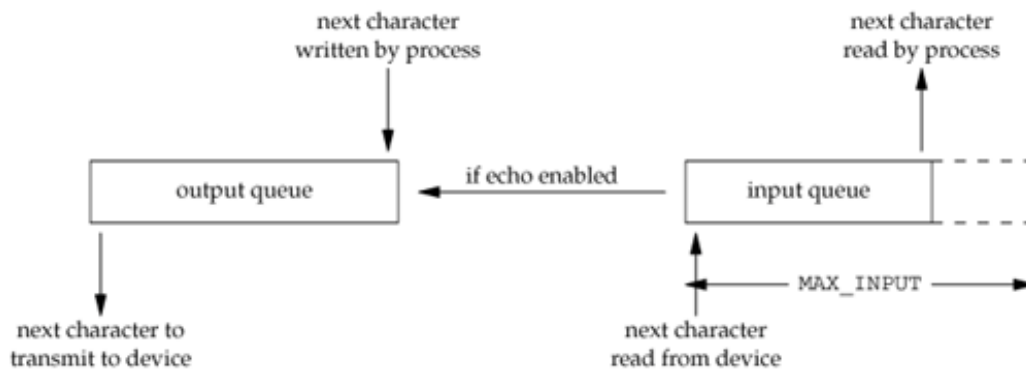 next character
written by process
next character
read by process
output queue
if echo enabled
input queue
MAX_INPUT
next character to
transmit to device
next character
read from device